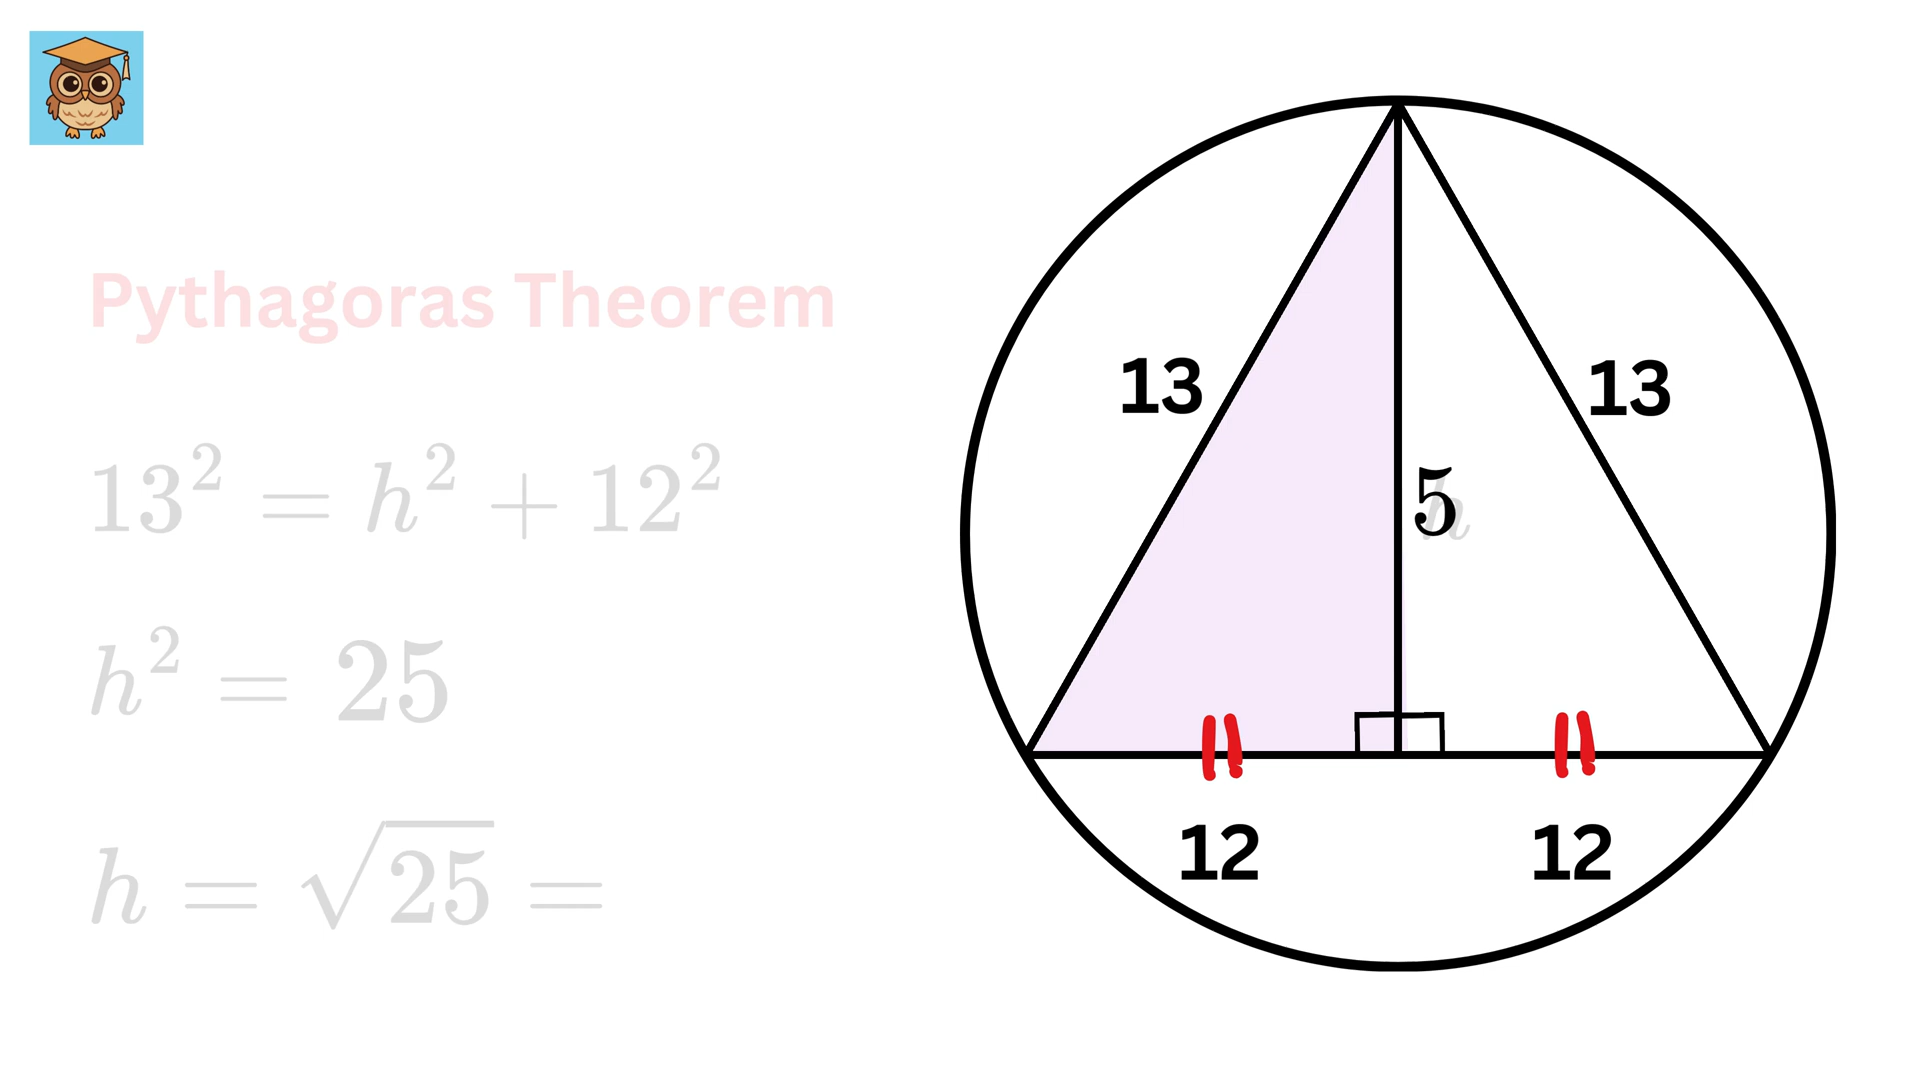 Pythagoras Theorem
13² = h² + 12²
h² = 25
h = √25 =
13
13
5
h
12
12